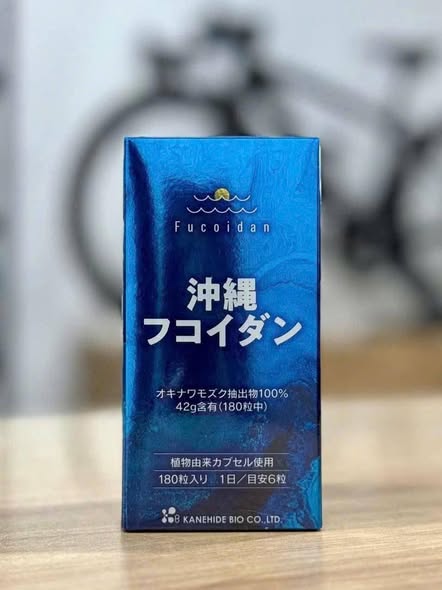 Fucoidan
沖縄
フコイダン
オキナワモズク抽出物100%
42g含有(180粒中)
植物由来カプセル使用
180粒入り 1日／目安6粒
KANEHIDE BIO CO.,LTD.